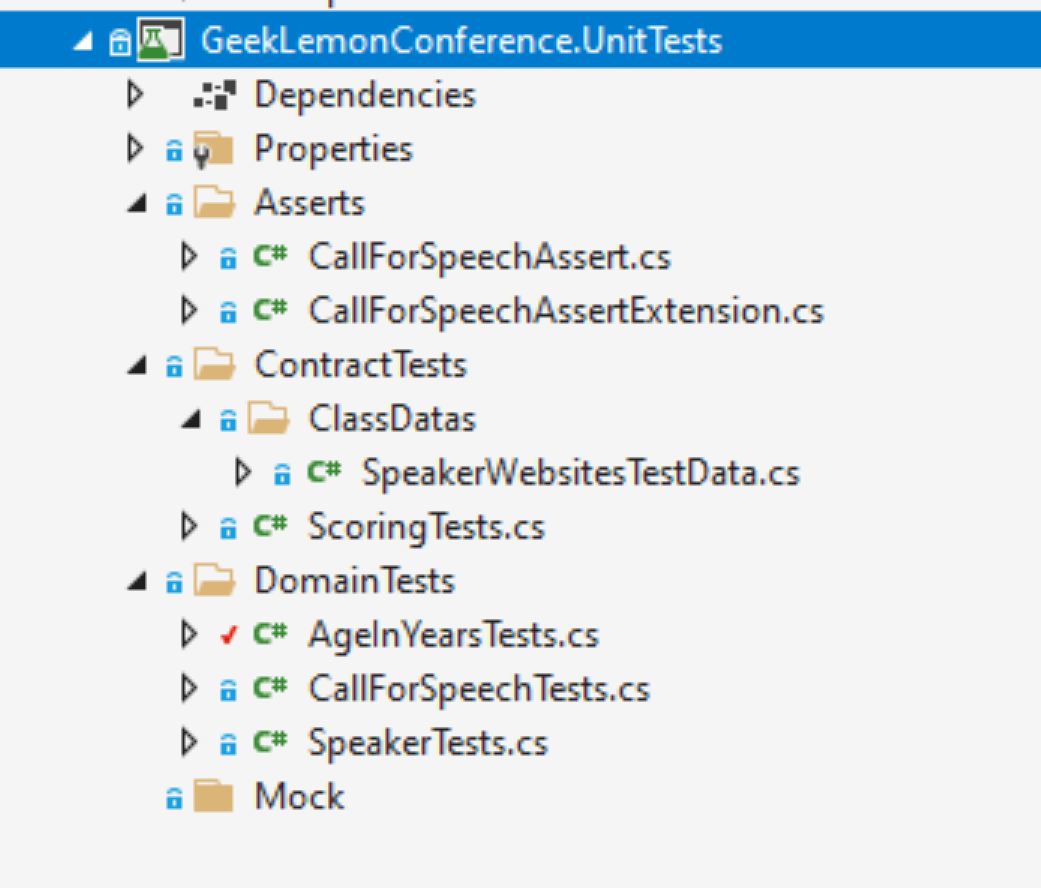 GeekLemonConference.UnitTests
Dependencies
Properties
Asserts
C# CallForSpeechAssert.cs
C# CallForSpeechAssertExtension.cs
ContractTests
ClassDatas
C# SpeakerWebsitesTestData.cs
C# ScoringTests.cs
DomainTests
C# AgeInYearsTests.cs
C# CallForSpeechTests.cs
C# SpeakerTests.cs
Mock